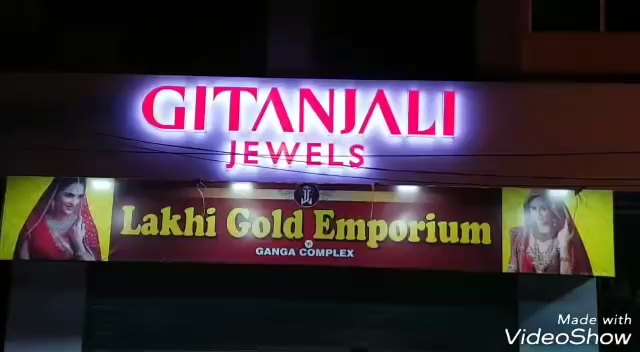 GITANJALI
JEWELS
Lakhi Gold Emporium
GANGA COMPLEX
Made with
VideoShow